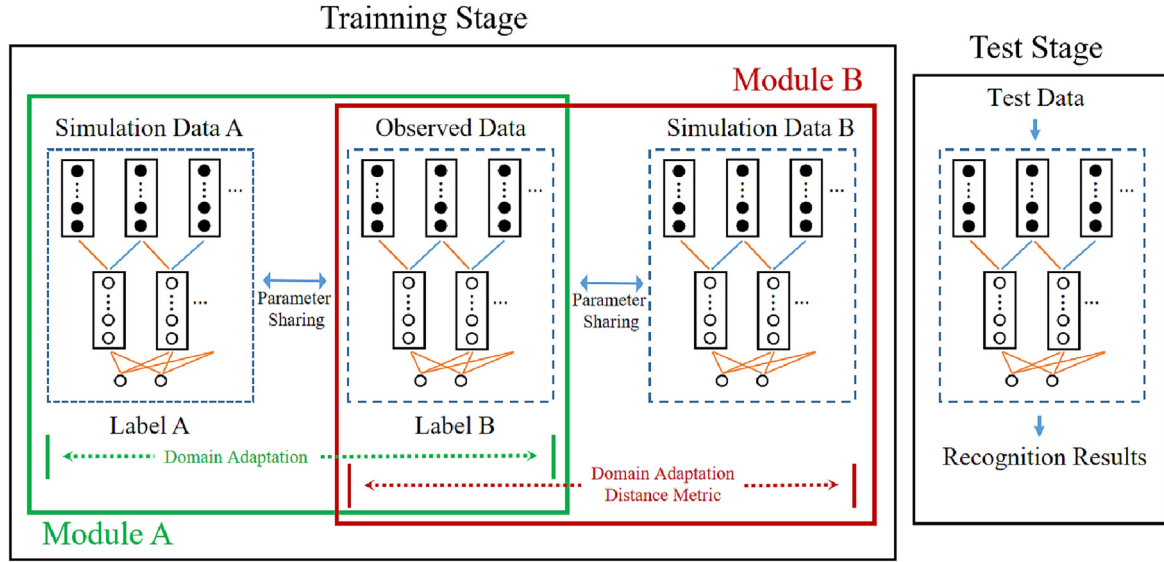 Trainning Stage
Test Stage
Module B
Simulation Data A
Observed Data
Simulation Data B
Test Data
...
...
...
...
...
...
...
...
Parameter
Sharing
Parameter
Sharing
Label A
Label B
Domain Adaptation
Recognition Results
Domain Adaptation
Distance Metric
Module A